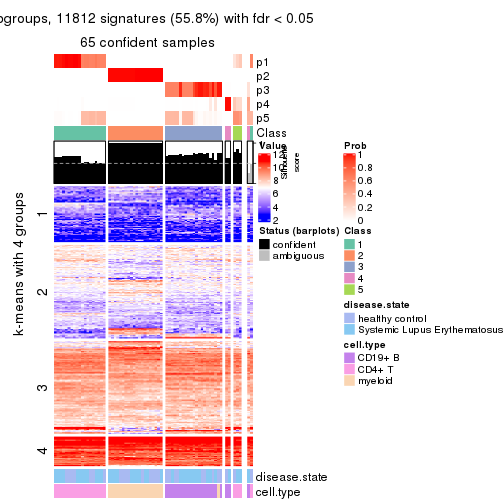 ogroups, 11812 signatures (55.8%) with fdr < 0.05
65 confident samples
p1
p2
p3
p4
p5
Class
k-means with 4 groups
1
2
3
4
Value
12
10
8
6
4
2
score
Prob
1
0.8
0.6
0.4
0.2
0
Status (barplots)
confident
ambiguous
Class
1
2
3
4
5
disease.state
healthy control
Systemic Lupus Erythematosus
cell.type
CD19+ B
CD4+ T
myeloid
disease.state
cell.type